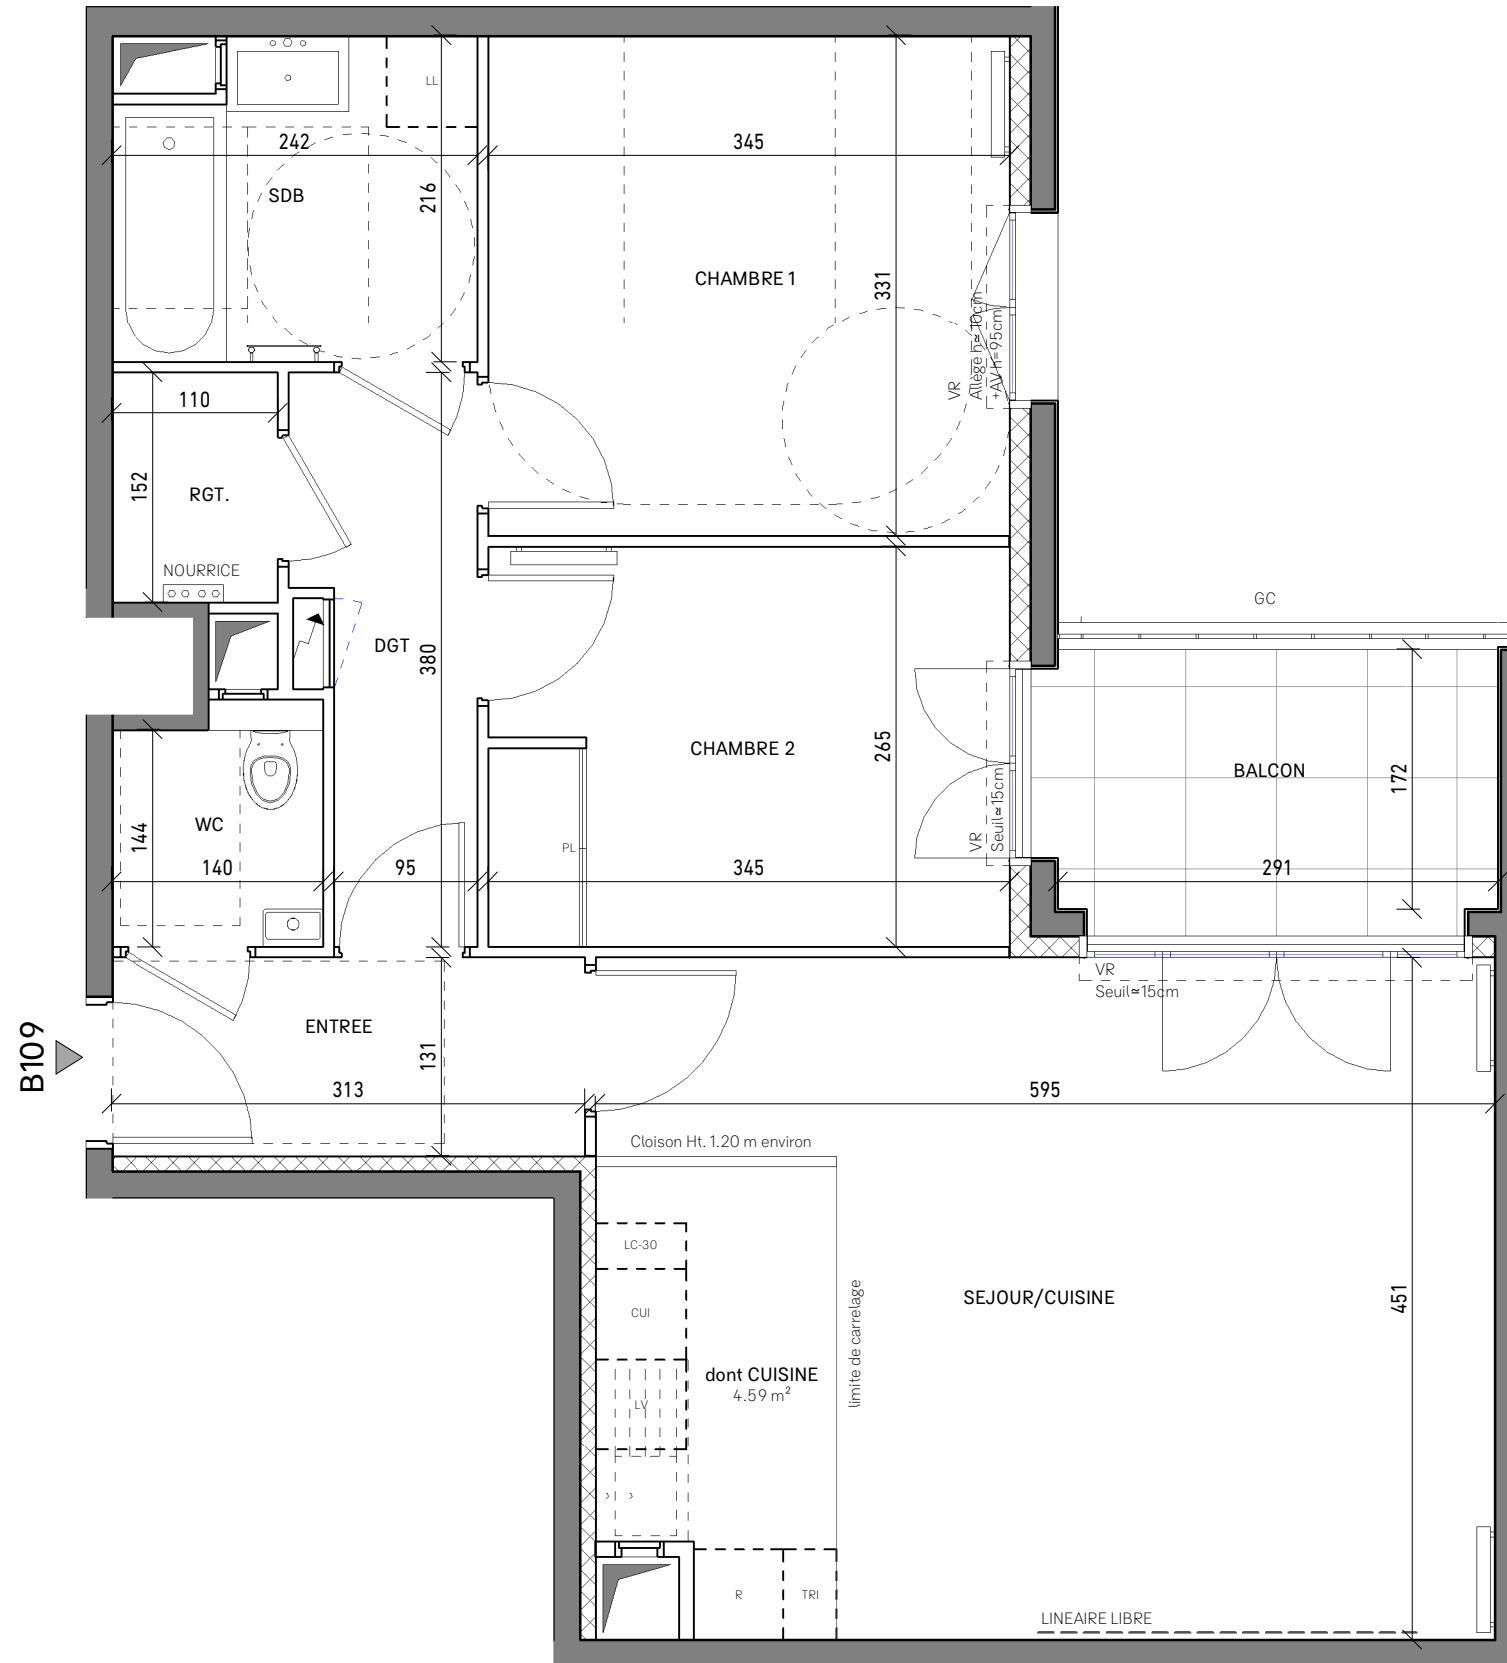 LL
242
345
SDB
216
CHAMBRE 1
331
VR
Allège h≃10cm
+AV h=95cm
110
152
RGT.
NOURRICE
DGT
380
GC
CHAMBRE 2
265
VR
Seuil≃15cm
BALCON
172
WC
144
PL
140
95
345
291
VR
Seuil≃15cm
B109
ENTREE
131
313
595
Cloison Ht. 1.20 m environ
LC-30
CUI
LV
dont CUISINE
4.59 m²
limite de carrelage
SEJOUR/CUISINE
451
R
TRI
LINEAIRE LIBRE